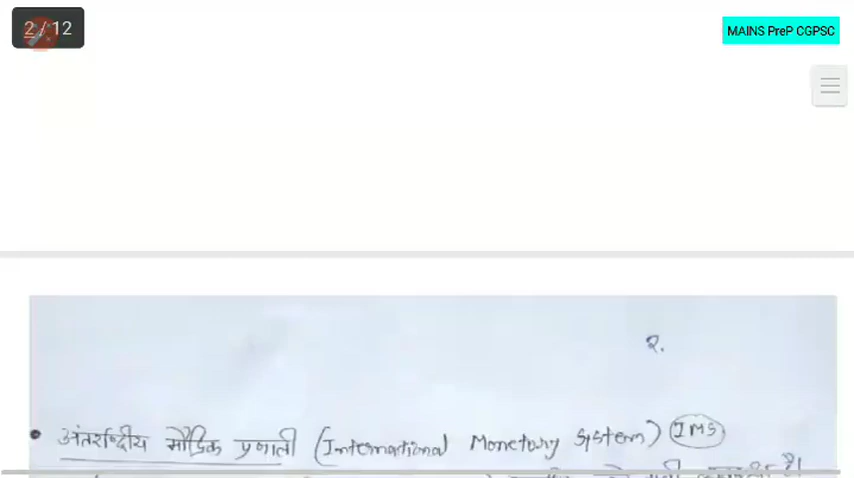 2 / 12
MAINS PreP CGPSC
२.
• अंतर्राष्ट्रीय मौद्रिक प्रणाली (International Monetary System) IMS